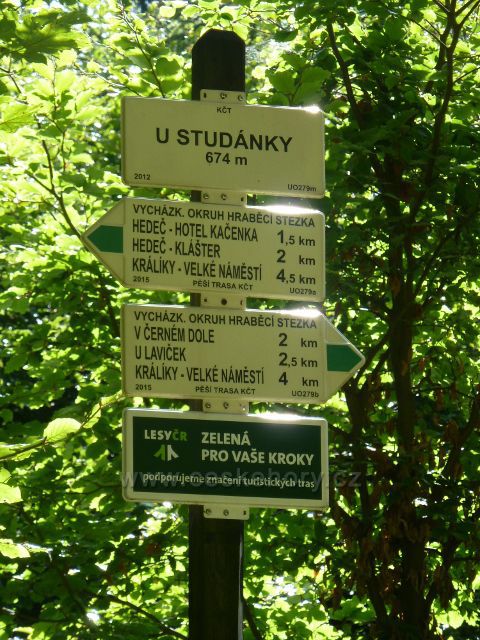 KČT
U STUDÁNKY
674 m
2012 UO279m
VYCHÁZK. OKRUH HRABĚCÍ STEZKA
HEDEČ - HOTEL KAČENKA 1,5 km
HEDEČ - KLÁŠTER 2 km
KRÁLÍKY - VELKÉ NÁMĚSTÍ 4,5 km
2015 PĚŠÍ TRASA KČT UO279a
VYCHÁZK. OKRUH HRABĚCÍ STEZKA
V ČERNÉM DOLE 2 km
U LAVIČEK 2,5 km
KRÁLÍKY - VELKÉ NÁMĚSTÍ 4 km
2015 PĚŠÍ TRASA KČT UO279b
LESY ČR ZELENÁ
PRO VAŠE KROKY
www.ceskehory.cz
podporujeme značení turistických tras